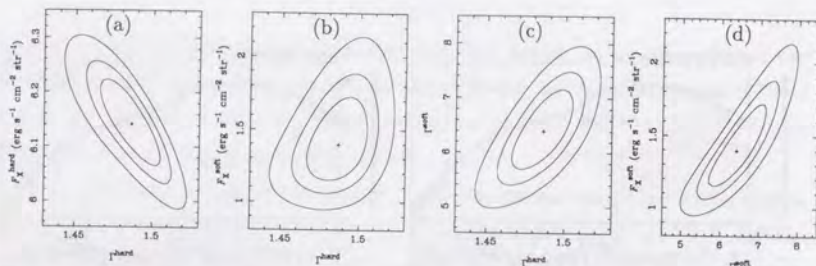 (a)
F_X^hard (erg s⁻¹ cm⁻² str⁻¹)
6.3
6.2
6.1
6
1.45
1.5
Γ^hard
(b)
F_X^soft (erg s⁻¹ cm⁻² str⁻¹)
2
1.5
1
1.45
1.5
Γ^hard
(c)
Γ^soft
8
7
6
5
1.45
1.5
Γ^hard
(d)
F_X^soft (erg s⁻¹ cm⁻² str⁻¹)
2
1.5
1
5
6
7
8
Γ^soft